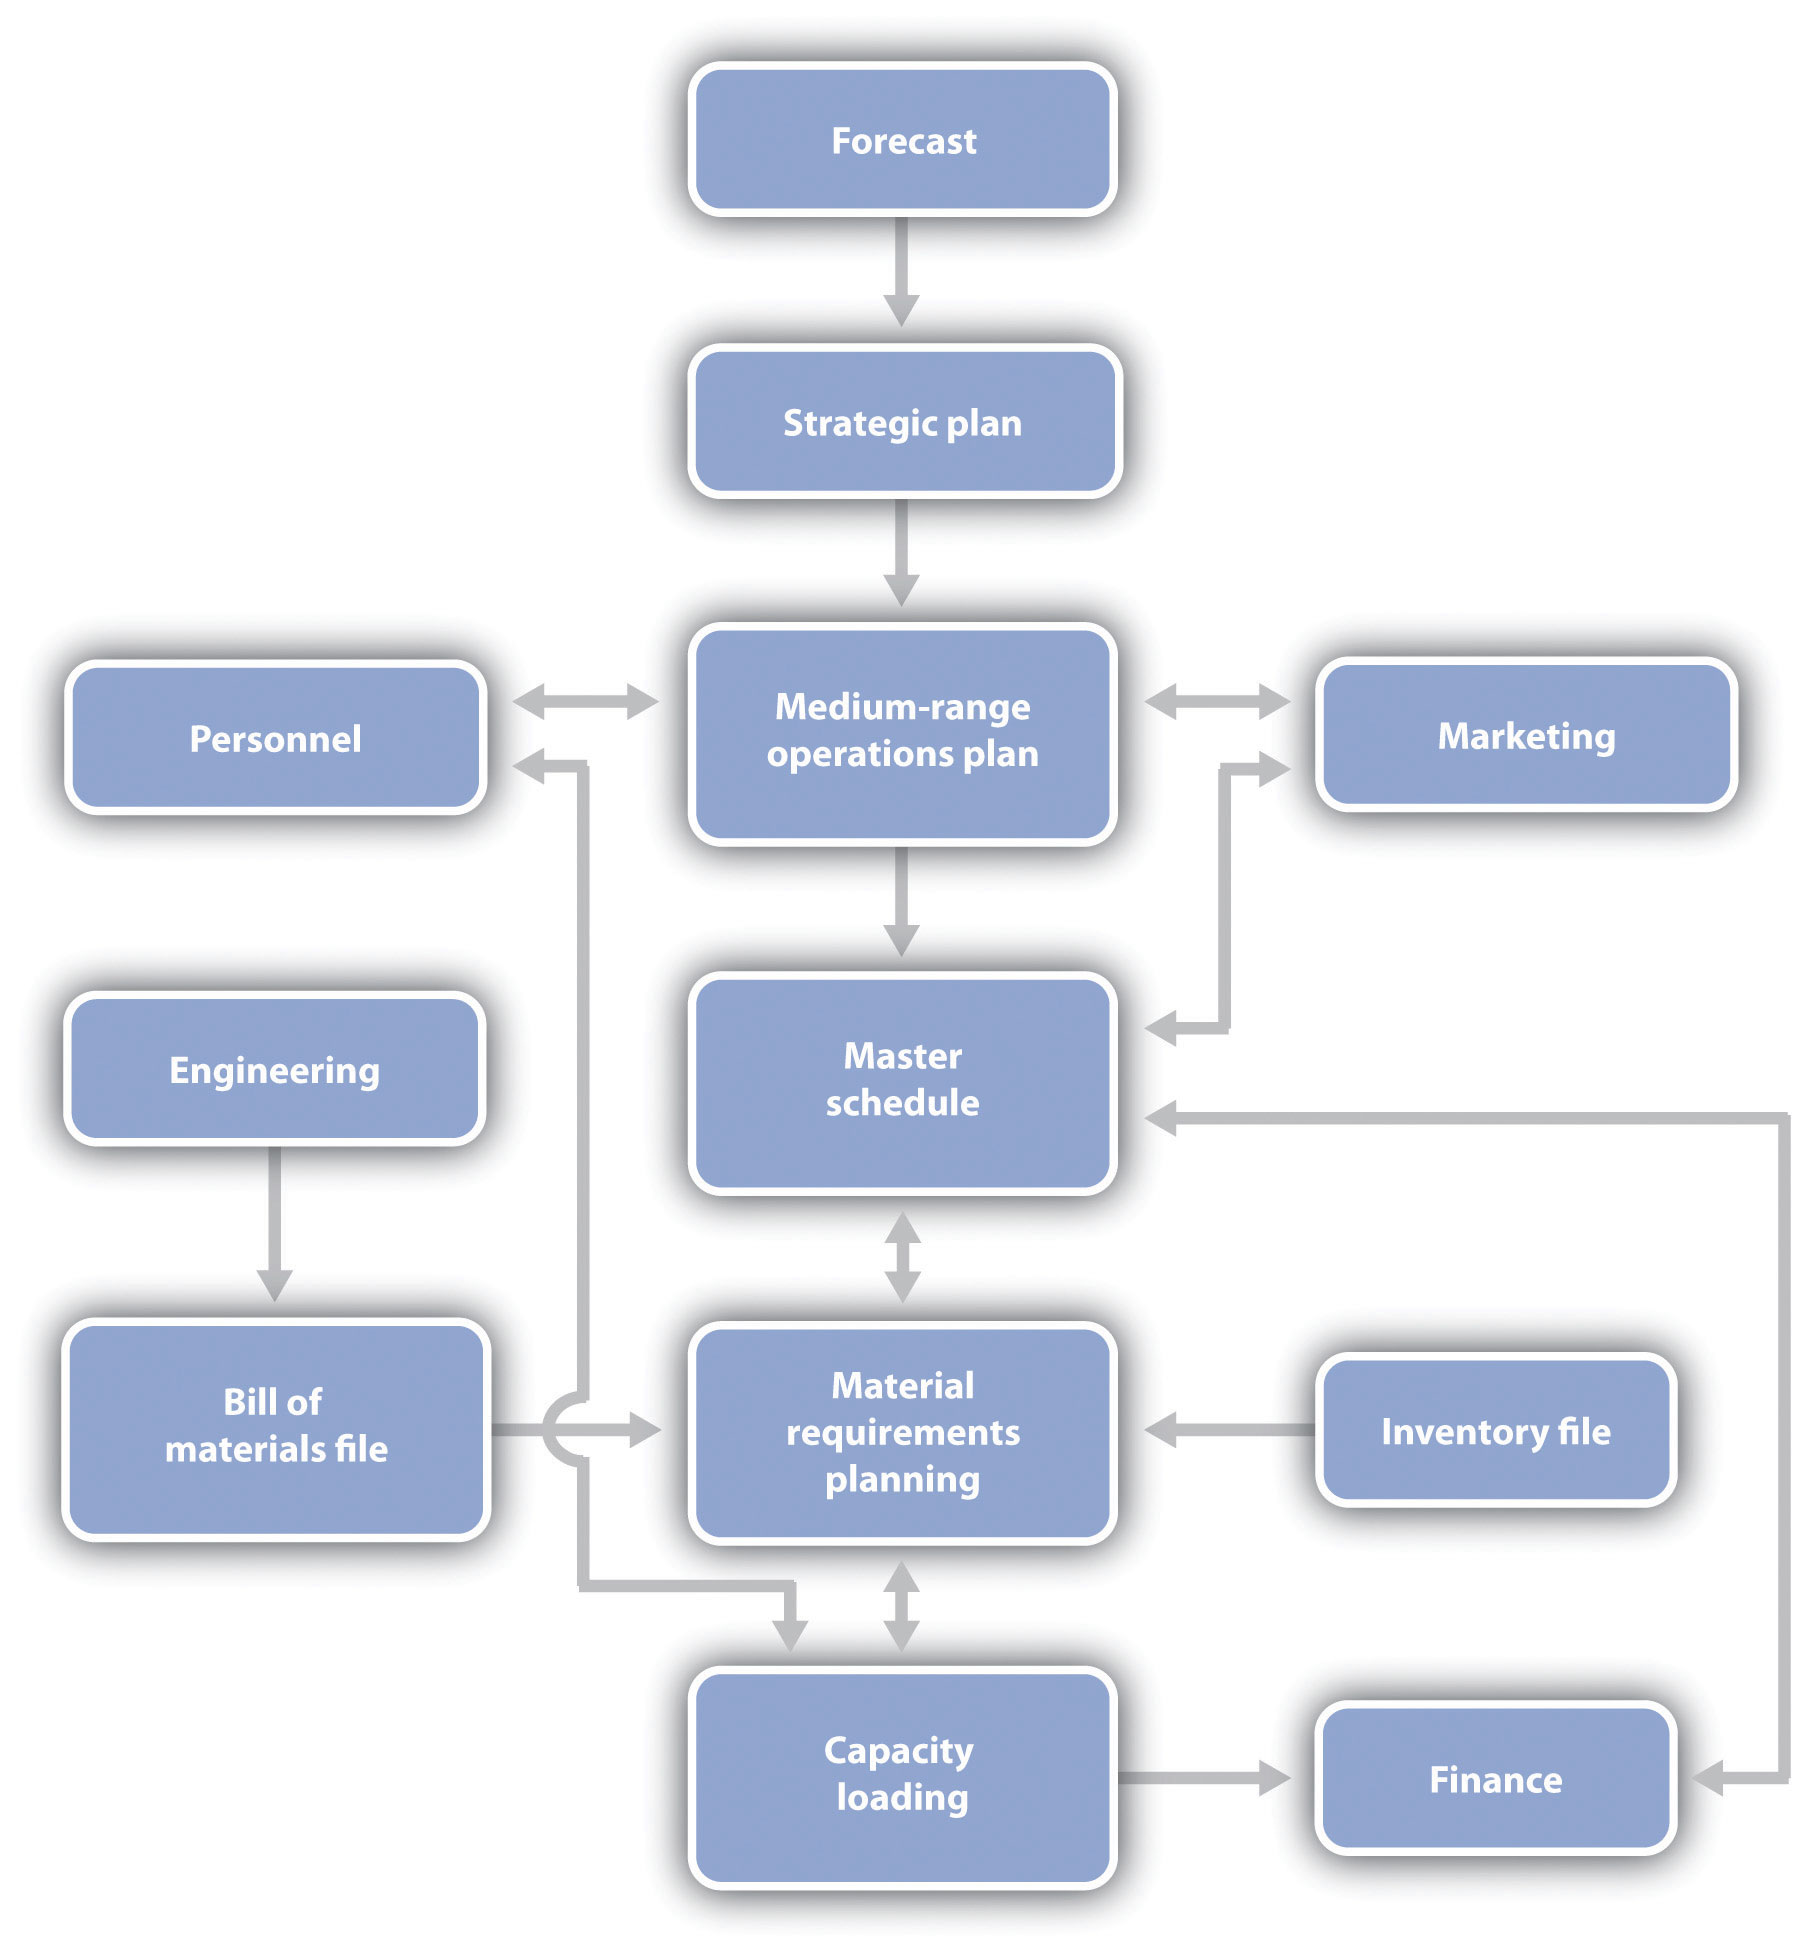 Forecast
Strategic plan
Personnel
Medium-range
operations plan
Marketing
Engineering
Master
schedule
Bill of
materials file
Material
requirements
planning
Inventory file
Capacity
loading
Finance